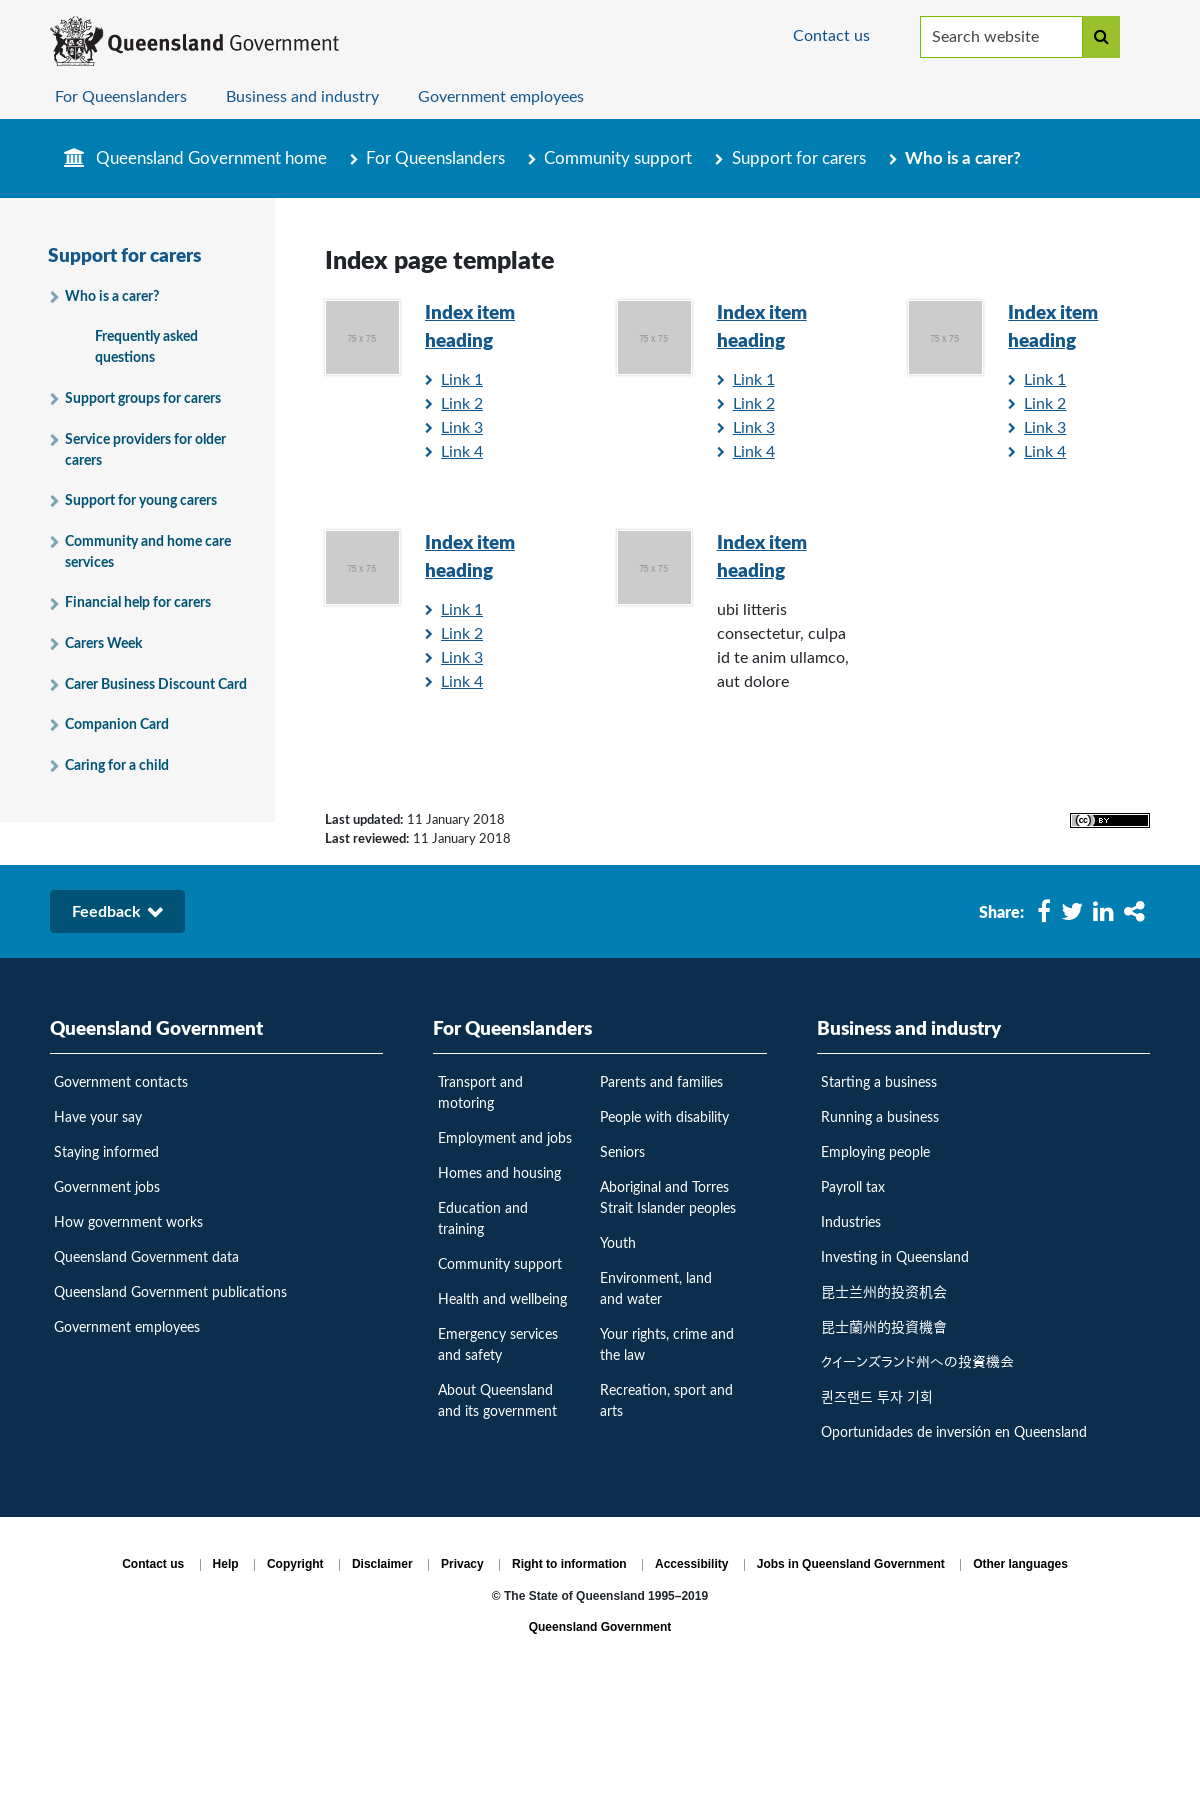 Queensland Government
Contact us
Search website
For Queenslanders
Business and industry
Government employees
Queensland Government home
For Queenslanders
Community support
Support for carers
Who is a carer?
Support for carers
Who is a carer?
Frequently asked
questions
Support groups for carers
Service providers for older
carers
Support for young carers
Community and home care
services
Financial help for carers
Carers Week
Carer Business Discount Card
Companion Card
Caring for a child
Index page template
75 x 75
Index item
heading
Link 1
Link 2
Link 3
Link 4
75 x 75
Index item
heading
Link 1
Link 2
Link 3
Link 4
75 x 75
Index item
heading
Link 1
Link 2
Link 3
Link 4
75 x 75
Index item
heading
Link 1
Link 2
Link 3
Link 4
75 x 75
Index item
heading
ubi litteris
consectetur, culpa
id te anim ullamco,
aut dolore
Last updated: 11 January 2018
Last reviewed: 11 January 2018
(cc) BY
Feedback
Share:
Queensland Government
Government contacts
Have your say
Staying informed
Government jobs
How government works
Queensland Government data
Queensland Government publications
Government employees
For Queenslanders
Transport and
motoring
Employment and jobs
Homes and housing
Education and
training
Community support
Health and wellbeing
Emergency services
and safety
About Queensland
and its government
Parents and families
People with disability
Seniors
Aboriginal and Torres
Strait Islander peoples
Youth
Environment, land
and water
Your rights, crime and
the law
Recreation, sport and
arts
Business and industry
Starting a business
Running a business
Employing people
Payroll tax
Industries
Investing in Queensland
昆士兰州的投资机会
昆士蘭州的投資機會
クイーンズランド州への投資機会
퀸즈랜드 투자 기회
Oportunidades de inversión en Queensland
Contact us
Help
Copyright
Disclaimer
Privacy
Right to information
Accessibility
Jobs in Queensland Government
Other languages
© The State of Queensland 1995–2019
Queensland Government